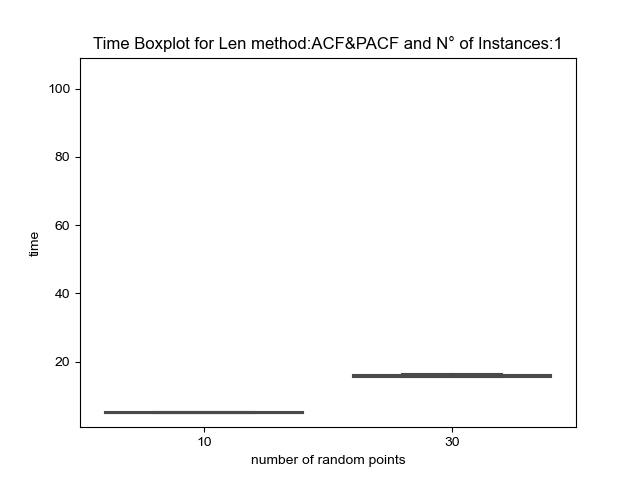 Time Boxplot for Len method:ACF&PACF and N° of Instances:1
100
80
60
40
20
time
10
30
number of random points